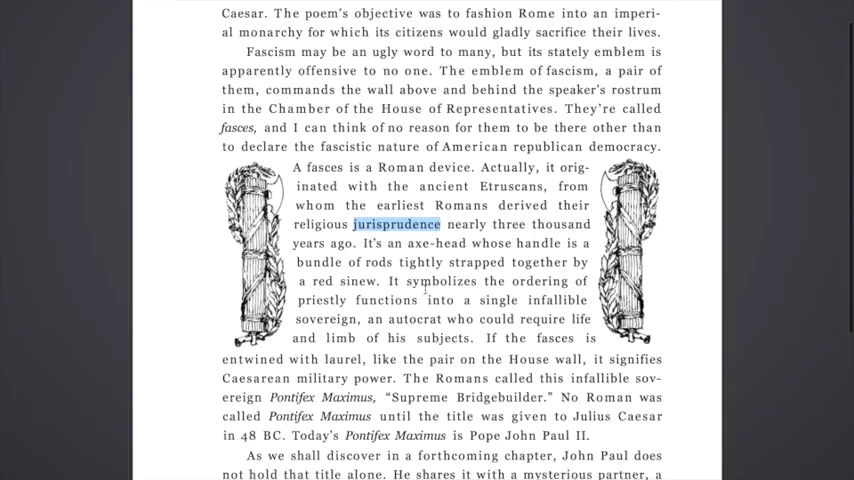 Caesar. The poem's objective was to fashion Rome into an imperi-
al monarchy for which its citizens would gladly sacrifice their lives.
Fascism may be an ugly word to many, but its stately emblem is
apparently offensive to no one. The emblem of fascism, a pair of
them, commands the wall above and behind the speaker's rostrum
in the Chamber of the House of Representatives. They're called
fasces, and I can think of no reason for them to be there other than
to declare the fascistic nature of American republican democracy.
A fasces is a Roman device. Actually, it orig-
inated with the ancient Etruscans, from
whom the earliest Romans derived their
religious jurisprudence nearly three thousand
years ago. It's an axe-head whose handle is a
bundle of rods tightly strapped together by
a red sinew. It symbolizes the ordering of
priestly functions into a single infallible
sovereign, an autocrat who could require life
and limb of his subjects. If the fasces is
entwined with laurel, like the pair on the House wall, it signifies
Caesarean military power. The Romans called this infallible sov-
ereign Pontifex Maximus, “Supreme Bridgebuilder.” No Roman was
called Pontifex Maximus until the title was given to Julius Caesar
in 48 BC. Today's Pontifex Maximus is Pope John Paul II.
As we shall discover in a forthcoming chapter, John Paul does
not hold that title alone. He shares it with a mysterious partner, a